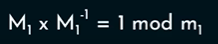 M₁ x M₁⁻¹ = 1 mod m₁